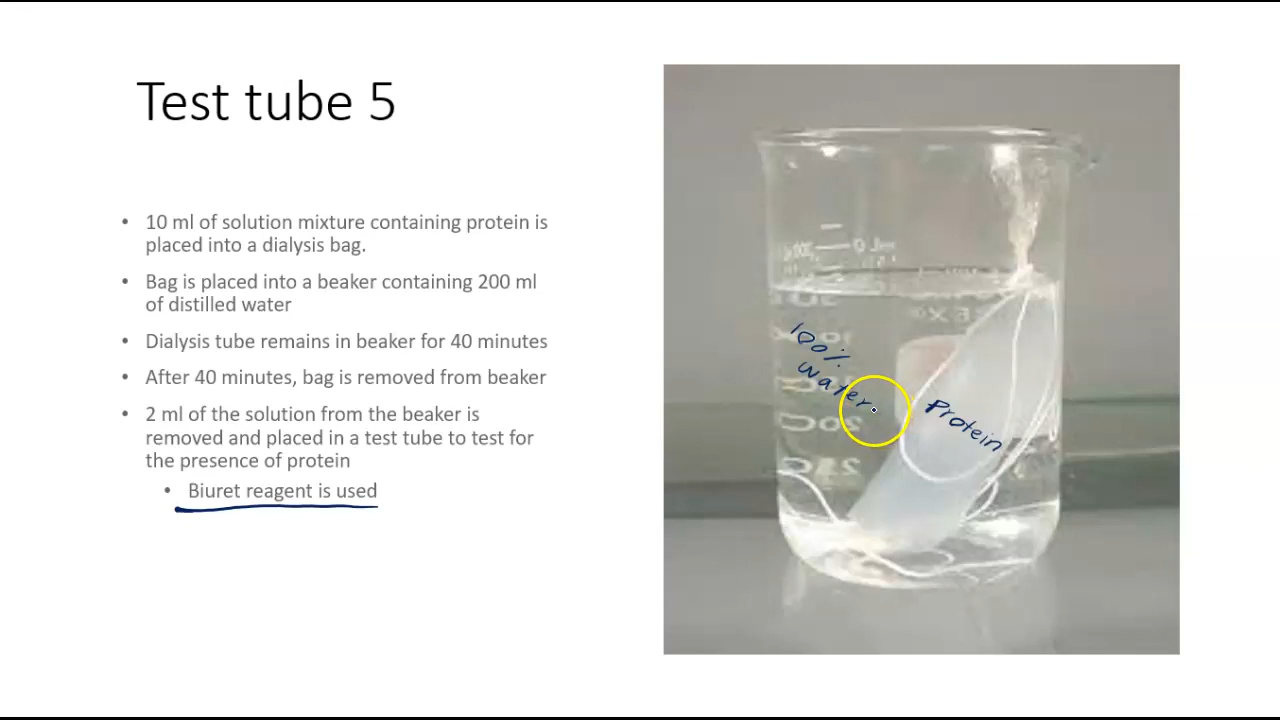 Test tube 5
• 10 ml of solution mixture containing protein is
placed into a dialysis bag.
• Bag is placed into a beaker containing 200 ml
of distilled water
• Dialysis tube remains in beaker for 40 minutes
• After 40 minutes, bag is removed from beaker
• 2 ml of the solution from the beaker is
removed and placed in a test tube to test for
the presence of protein
• Biuret reagent is used
100%
water
Protein